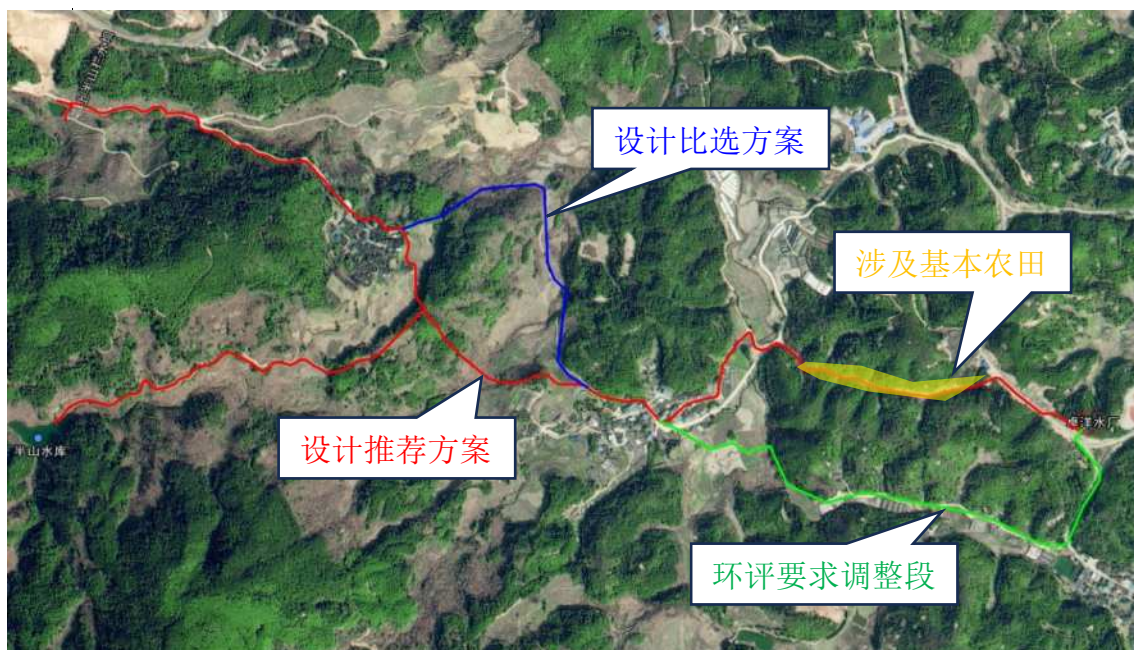 设计比选方案
涉及基本农田
设计推荐方案
半山水库
环评要求调整段